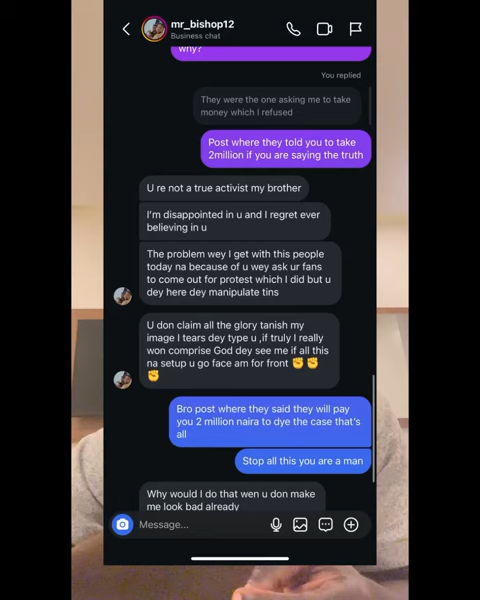 mr_bishop12
Business chat
why?
You replied
They were the one asking me to take
money which I refused
Post where they told you to take
2million if you are saying the truth
U re not a true activist my brother
I'm disappointed in u and I regret ever
believing in u
The problem wey I get with this people
today na because of u wey ask ur fans
to come out for protest which I did but u
dey here dey manipulate tins
U don claim all the glory tanish my
image I tears dey type u ,if truly I really
won comprise God dey see me if all this
na setup u go face am for front ✊✊
✊
Bro post where they said they will pay
you 2 million naira to dye the case that's
all
Stop all this you are a man
Why would I do that wen u don make
me look bad already
Message...